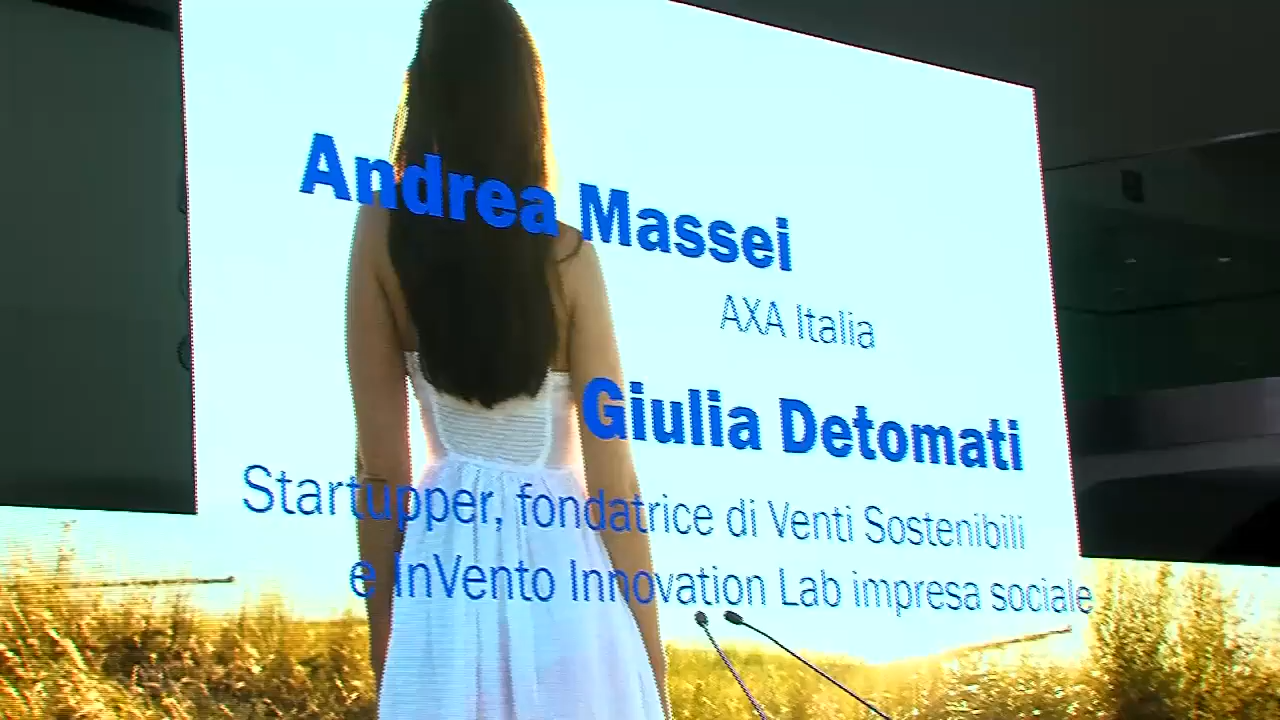 Andrea Massei
AXA Italia
Giulia Detomati
Startupper, fondatrice di Venti Sostenibili
e InVento Innovation Lab impresa sociale